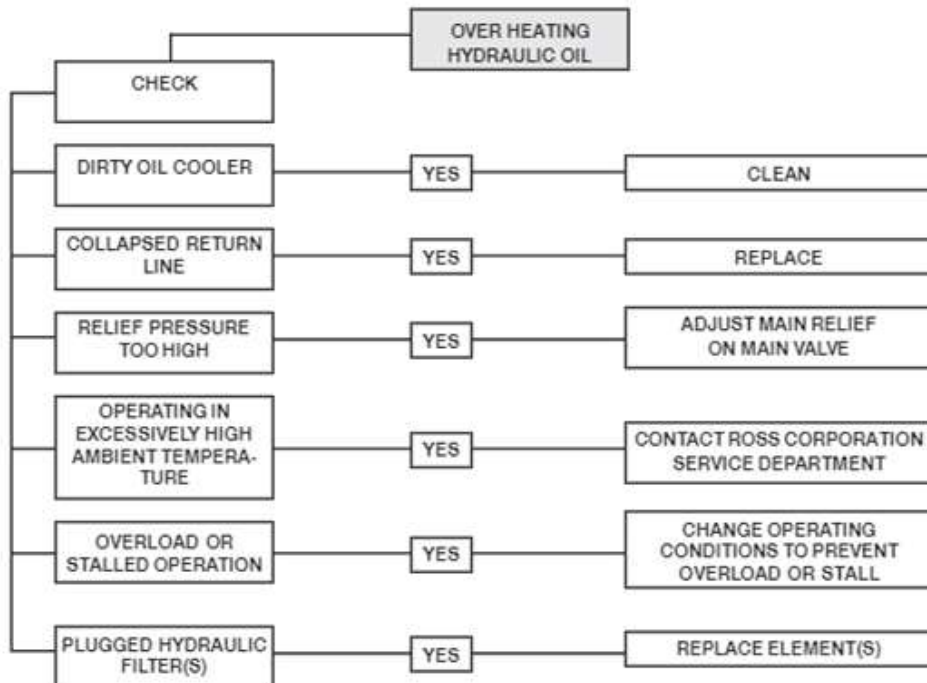 OVER HEATING
HYDRAULIC OIL
CHECK
DIRTY OIL COOLER
YES
CLEAN
COLLAPSED RETURN
LINE
YES
REPLACE
RELIEF PRESSURE
TOO HIGH
YES
ADJUST MAIN RELIEF
ON MAIN VALVE
OPERATING IN
EXCESSIVELY HIGH
AMBIENT TEMPERA-
TURE
YES
CONTACT ROSS CORPORATION
SERVICE DEPARTMENT
OVERLOAD OR
STALLED OPERATION
YES
CHANGE OPERATING
CONDITIONS TO PREVENT
OVERLOAD OR STALL
PLUGGED HYDRAULIC
FILTER(S)
YES
REPLACE ELEMENT(S)